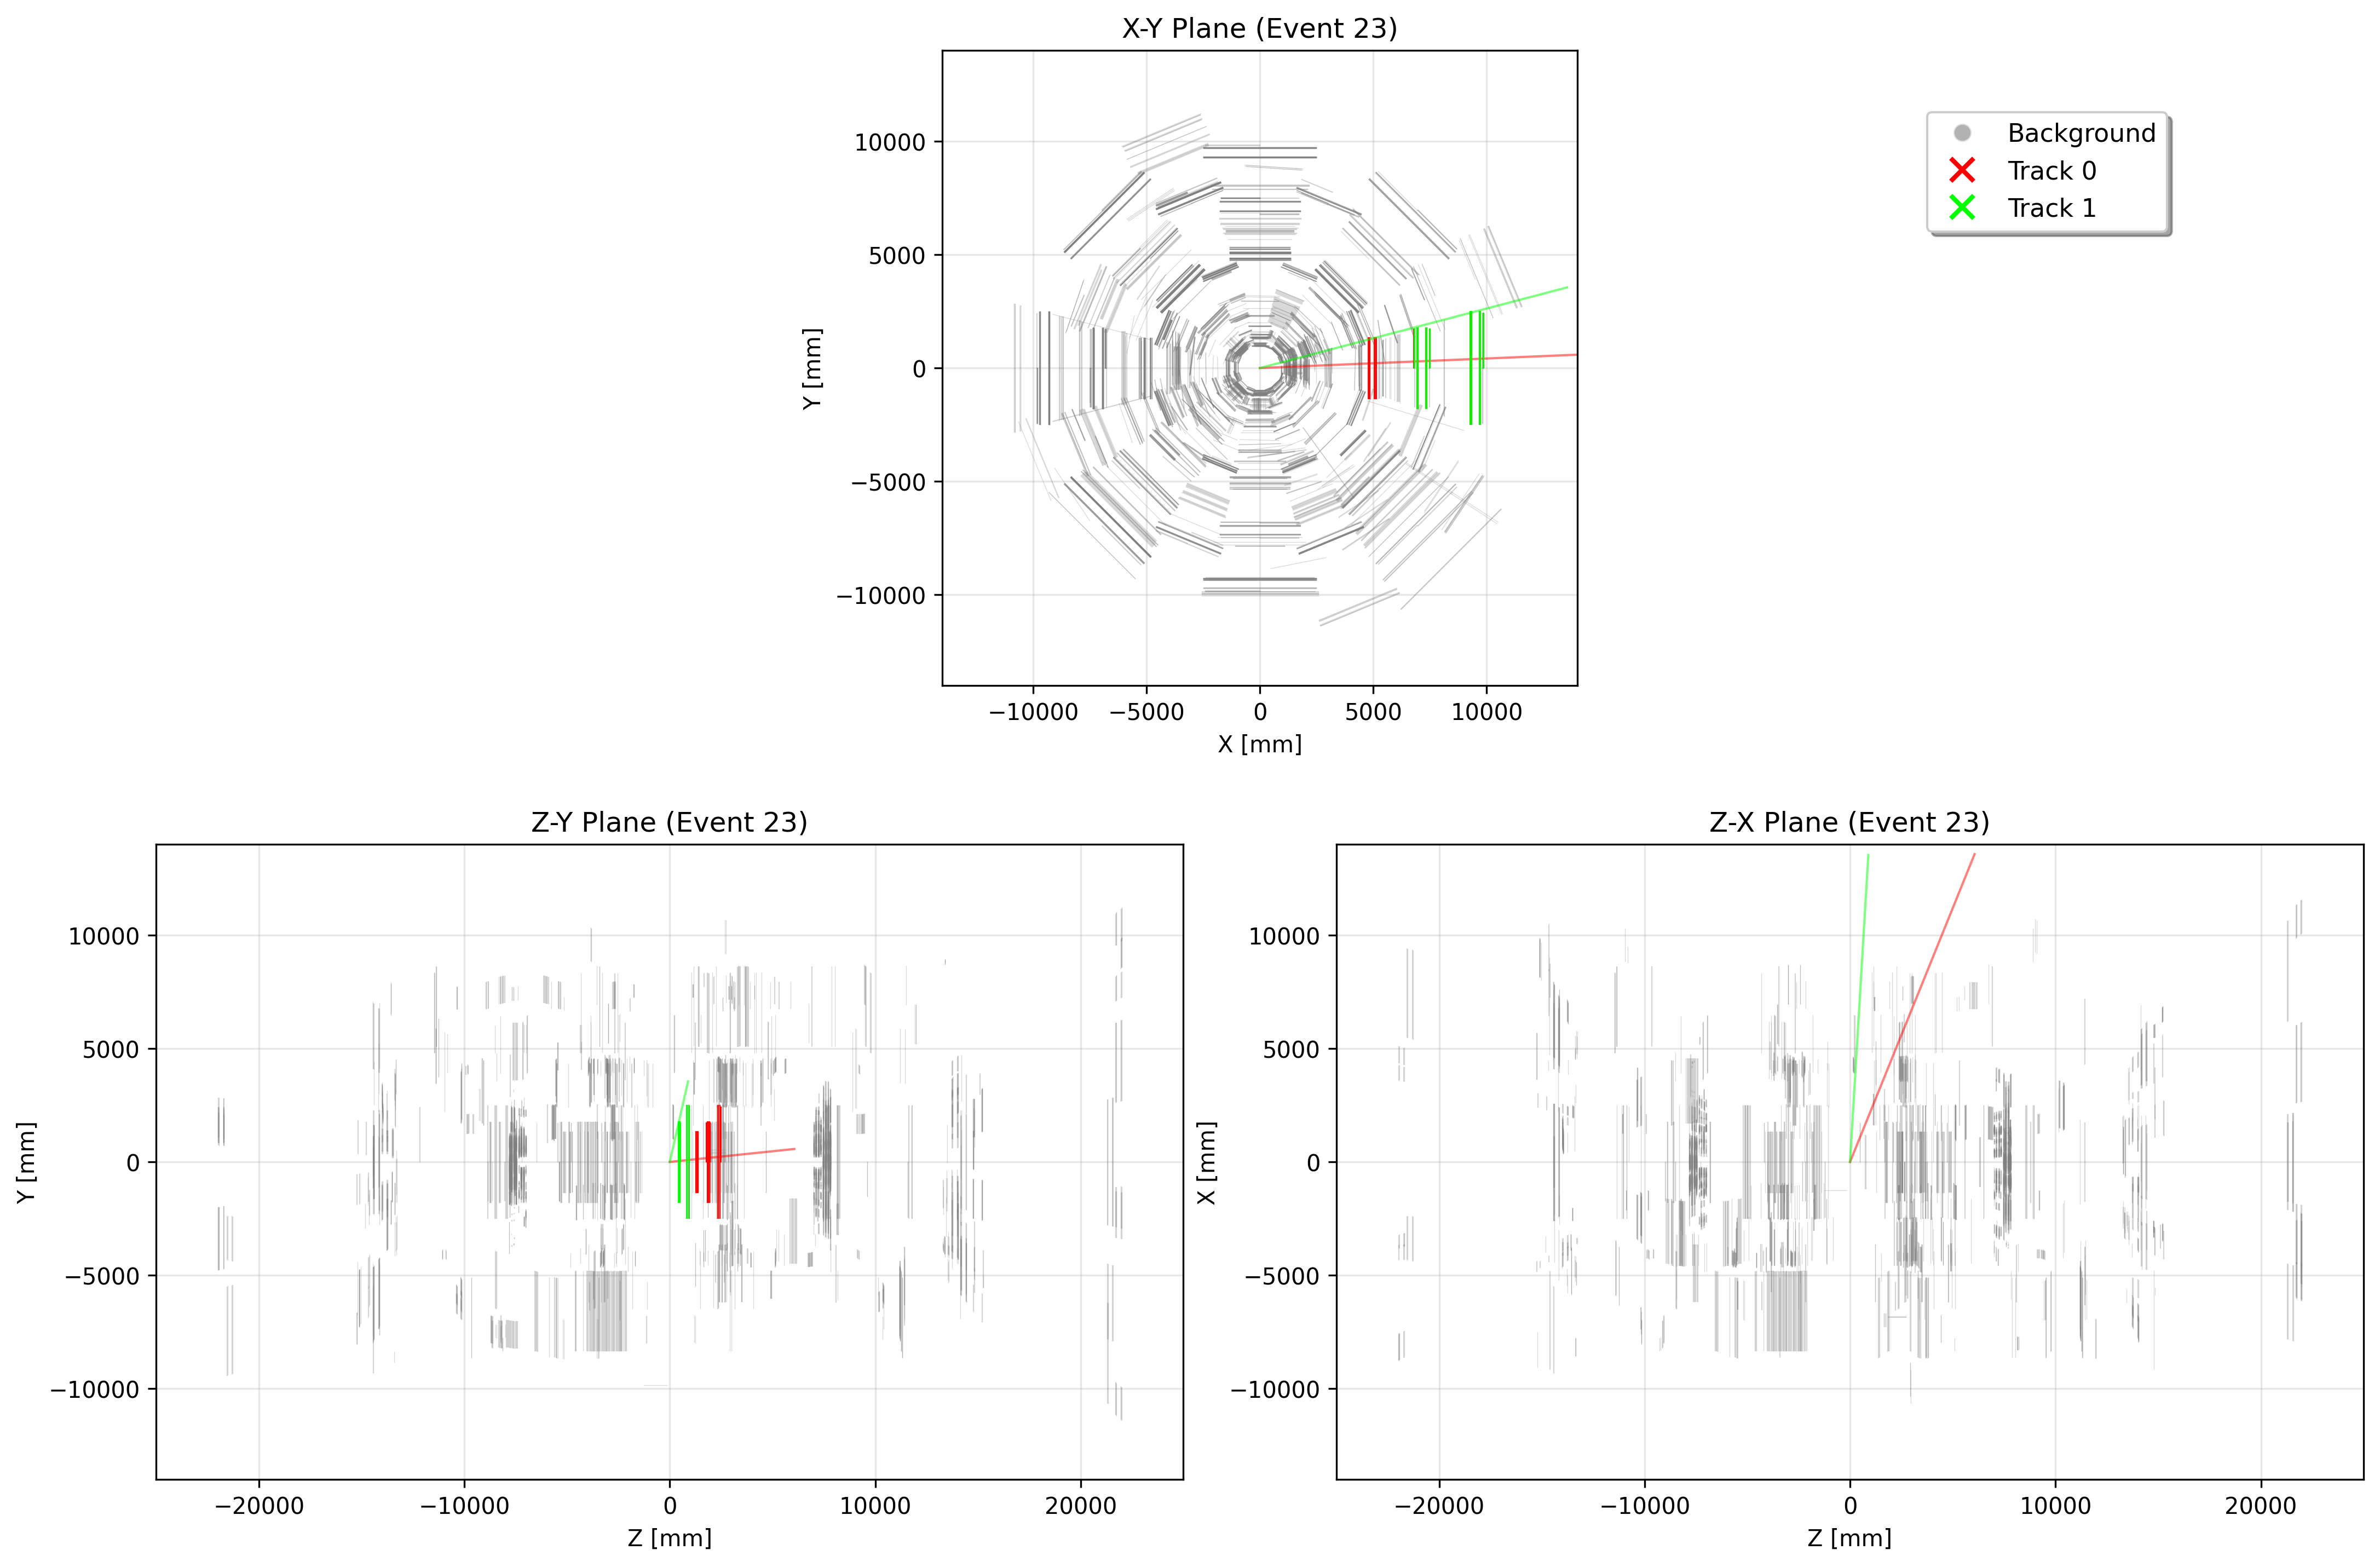 X-Y Plane (Event 23)
Background
Track 0
Track 1
10000
5000
0
−5000
−10000
Y [mm]
−10000 −5000 0 5000 10000
X [mm]
Z-Y Plane (Event 23)
10000
5000
0
−5000
−10000
Y [mm]
−20000 −10000 0 10000 20000
Z [mm]
Z-X Plane (Event 23)
10000
5000
0
−5000
−10000
X [mm]
−20000 −10000 0 10000 20000
Z [mm]